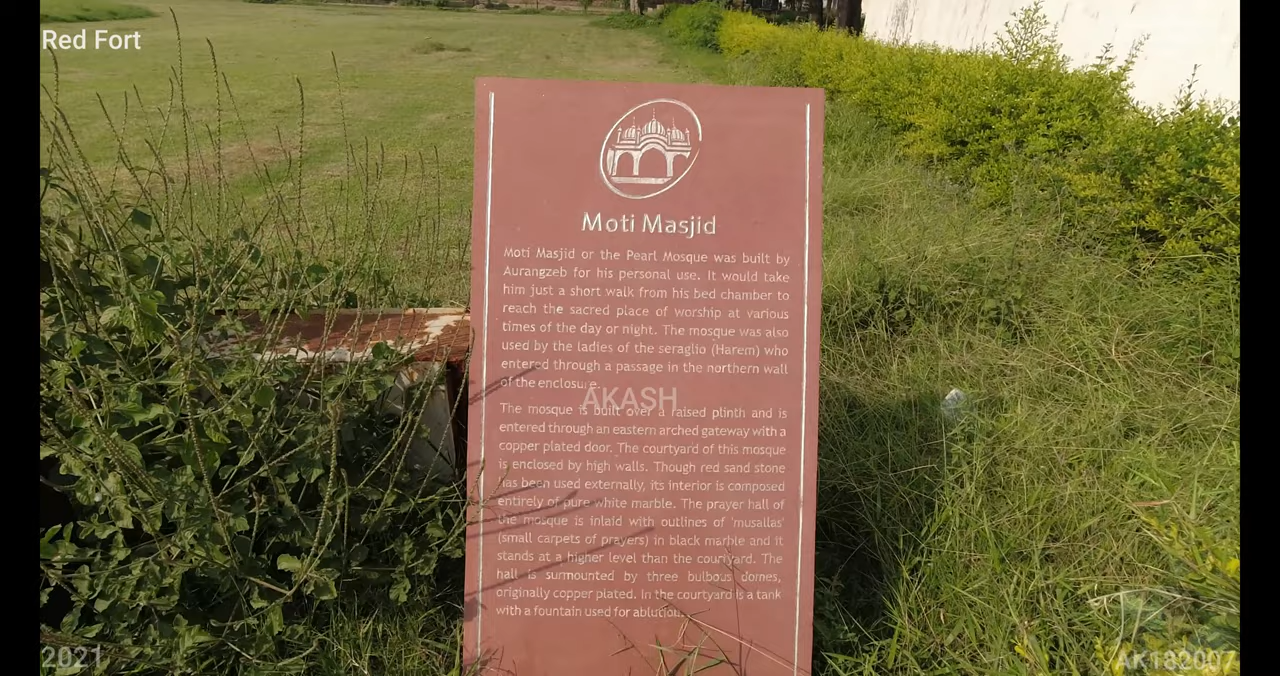 Red Fort
Moti Masjid
Moti Masjid or the Pearl Mosque was built by
Aurangzeb for his personal use. It would take
him just a short walk from his bed chamber to
reach the sacred place of worship at various
times of the day or night. The mosque was also
used by the ladies of the seraglio (Harem) who
entered through a passage in the northern wall
of the enclosure.
AKASH
The mosque is built over a raised plinth and is
entered through an eastern arched gateway with a
copper plated door. The courtyard of this mosque
is enclosed by high walls. Though red sand stone
has been used externally, its interior is composed
entirely of pure white marble. The prayer hall of
the mosque is inlaid with outlines of 'musallas'
(small carpets of prayers) in black marble and it
stands at a higher level than the courtyard. The
hall is surmounted by three bulbous domes,
originally copper plated. In the courtyard is a tank
with a fountain used for ablution.
2021
AK182007